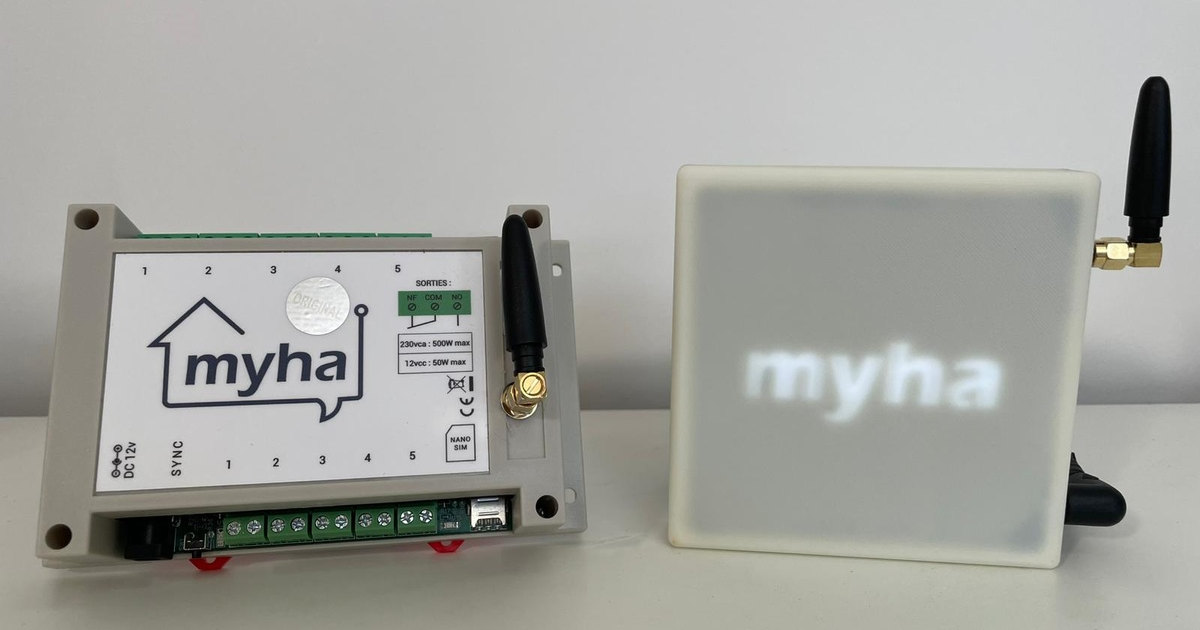 1 2 3 4 5
SORTIES :
NF COM NO
ORIGINAL
myha
230vca : 500W max
12vcc : 50W max
CE
NANO
SIM
DC 12v
SYNC
1 2 3 4 5
myha